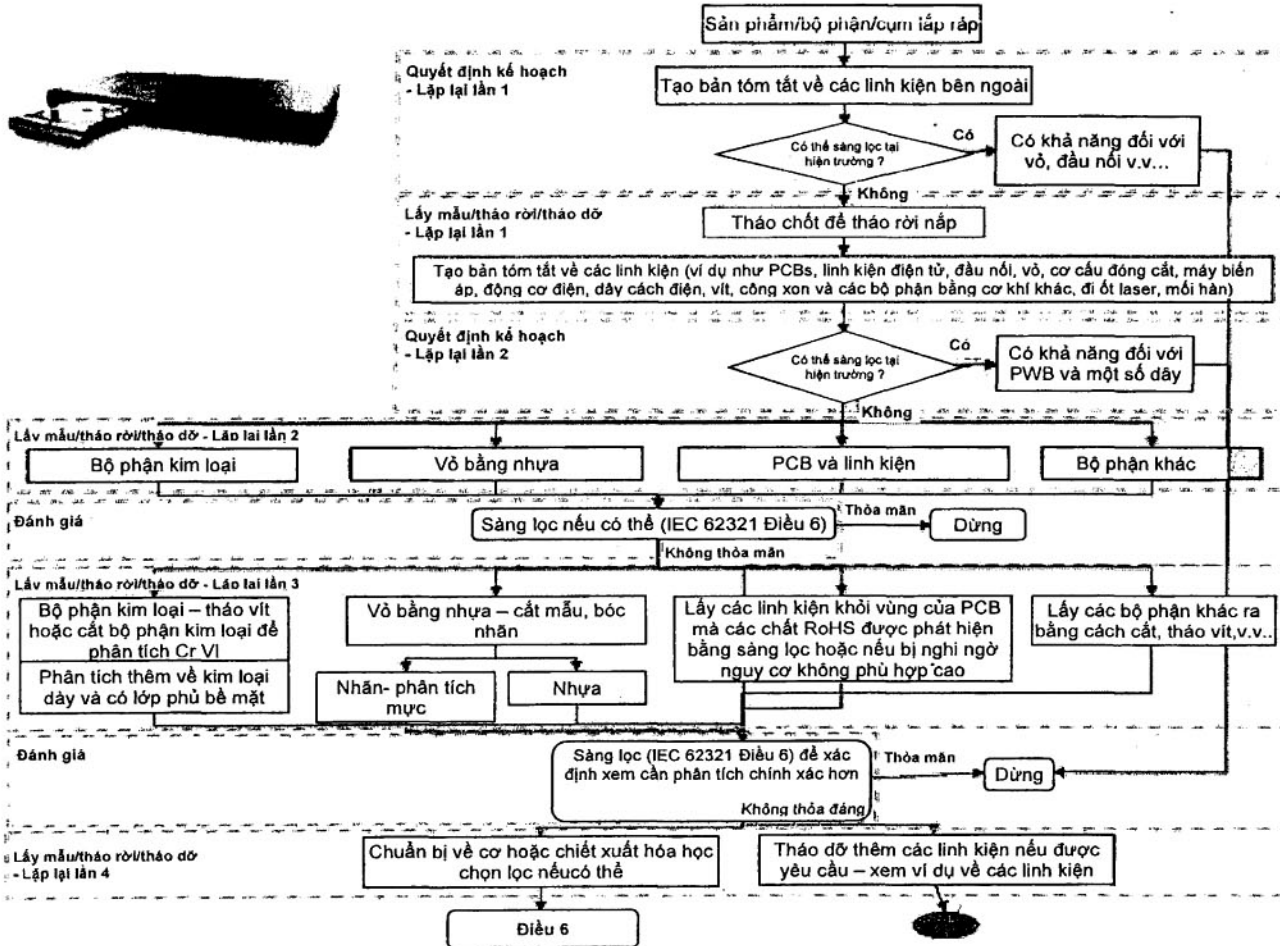 Sản phẩm/bộ phận/cụm lắp ráp
Quyết định kế hoạch
- Lặp lại lần 1
Tạo bản tóm tắt về các linh kiện bên ngoài
Có thể sàng lọc tại
hiện trường ?
Có
Có khả năng đối với
vỏ, đầu nối v.v...
Không
Lấy mẫu/tháo rời/tháo dỡ
- Lặp lại lần 1
Tháo chốt để tháo rời nắp
Tạo bản tóm tắt về các linh kiện (ví dụ như PCBs, linh kiện điện tử, đầu nối, vỏ, cơ cấu đóng cắt, máy biến
áp, động cơ điện, dây cách điện, vít, công xon và các bộ phận bằng cơ khí khác, đi ốt laser, mối hàn)
Quyết định kế hoạch
- Lặp lại lần 2
Có thể sàng lọc tại
hiện trường ?
Có
Có khả năng đối với
PWB và một số dây
Không
Lấy mẫu/tháo rời/tháo dỡ - Lặp lại lần 2
Bộ phận kim loại
Vỏ bằng nhựa
PCB và linh kiện
Bộ phận khác
Đánh giá
Sàng lọc nếu có thể (IEC 62321 Điều 6)
Thỏa mãn
Dừng
Không thỏa mãn
Lấy mẫu/tháo rời/tháo dỡ - Lặp lại lần 3
Bộ phận kim loại – tháo vít
hoặc cắt bộ phận kim loại để
phân tích Cr VI
Phân tích thêm về kim loại
dày và có lớp phủ bề mặt
Vỏ bằng nhựa – cắt mẫu, bóc
nhãn
Nhãn- phân tích
mực
Nhựa
Lấy các linh kiện khỏi vùng của PCB
mà các chất RoHS được phát hiện
bằng sàng lọc hoặc nếu bị nghi ngờ
nguy cơ không phù hợp cao
Lấy các bộ phận khác ra
bằng cách cắt, tháo vít,v.v..
Đánh giá
Sàng lọc (IEC 62321 Điều 6) để xác
định xem cần phân tích chính xác hơn
Thỏa mãn
Dừng
Không thỏa đáng
Lấy mẫu/tháo rời/tháo dỡ
- Lặp lại lần 4
Chuẩn bị về cơ hoặc chiết xuất hóa học
chọn lọc nếucó thể
Tháo dỡ thêm các linh kiện nếu được
yêu cầu – xem ví dụ về các linh kiện
Điều 6